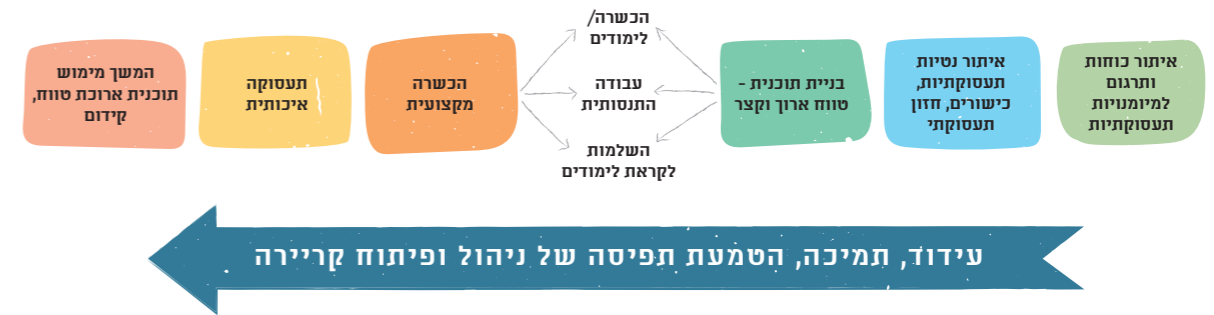 איתור כוחות
ותרגום
למיומנויות
תעסוקתיות
איתור נטיות
תעסוקתיות,
כישורים, חזון
תעסוקתי
בניית תוכנית -
טווח ארוך וקצר
הכשרה/
לימודים
עבודה
התנסותית
השלמות
לקראת לימודים
הכשרה
מקצועית
תעסוקה
איכותית
המשך מימוש
תוכנית ארוכת טווח,
קידום
עידוד, תמיכה, הטמעת תפיסה של ניהול ופיתוח קריירה